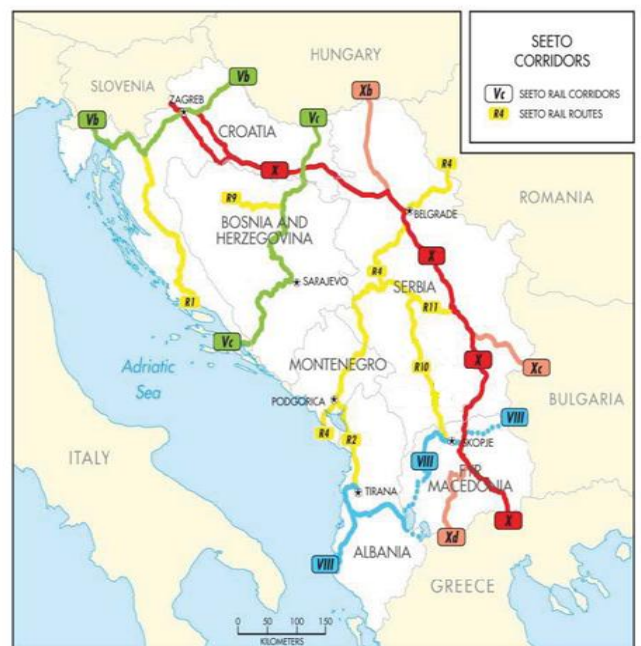 SEETO
CORRIDORS
Vc SEETO RAIL CORRIDORS
R4 SEETO RAIL ROUTES
HUNGARY
SLOVENIA
Vb
Xb
ZAGREB
Vb
Vc
CROATIA
X
R4
ROMANIA
R9
BELGRADE
BOSNIA AND
HERZEGOVINA
X
R4
SARAJEVO
SERBIA
R1
R11
Vc
X
Adriatic
Sea
MONTENEGRO
R10
Xc
PODGORICA
BULGARIA
VIII
R4
R2
SKOPJE
ITALY
VIII
FYR
MACEDONIA
TIRANA
X
Xd
ALBANIA
VIII
GREECE
0 50 100 150
KILOMETERS